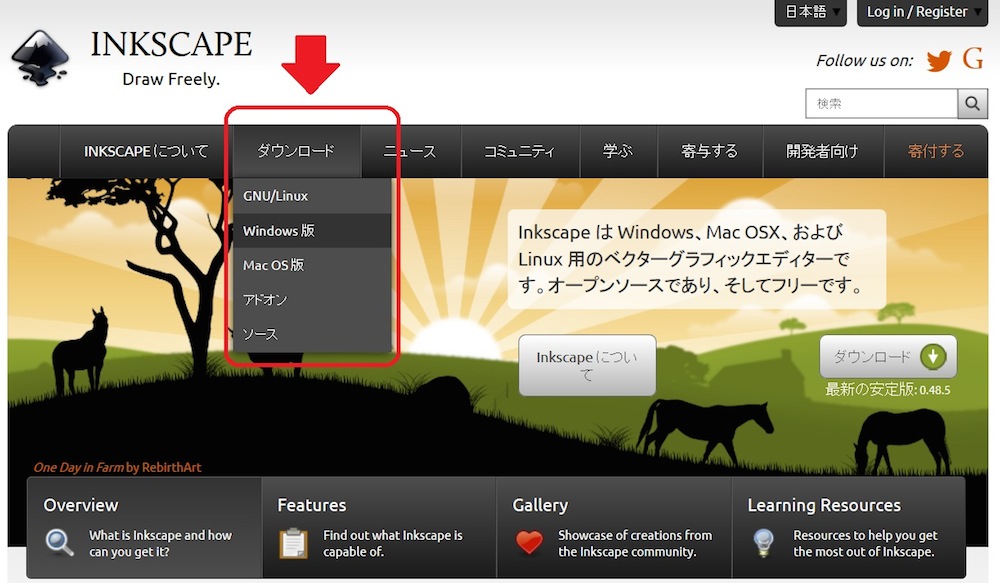 日本語
Log in / Register
INKSCAPE
Draw Freely.
Follow us on:
検索
INKSCAPE について
ダウンロード
ニュース
コミュニティ
学ぶ
寄与する
開発者向け
寄付する
GNU/Linux
Windows 版
Mac OS 版
アドオン
ソース
Inkscape は Windows、Mac OSX、および
Linux 用のベクターグラフィックエディターで
す。オープンソースであり、そしてフリーです。
Inkscape につい
て
ダウンロード
最新の安定版: 0.48.5
One Day in Farm by RebirthArt
Overview
What is Inkscape and how
can you get it?
Features
Find out what Inkscape is
capable of.
Gallery
Showcase of creations from
the Inkscape community.
Learning Resources
Resources to help you get
the most out of Inkscape.